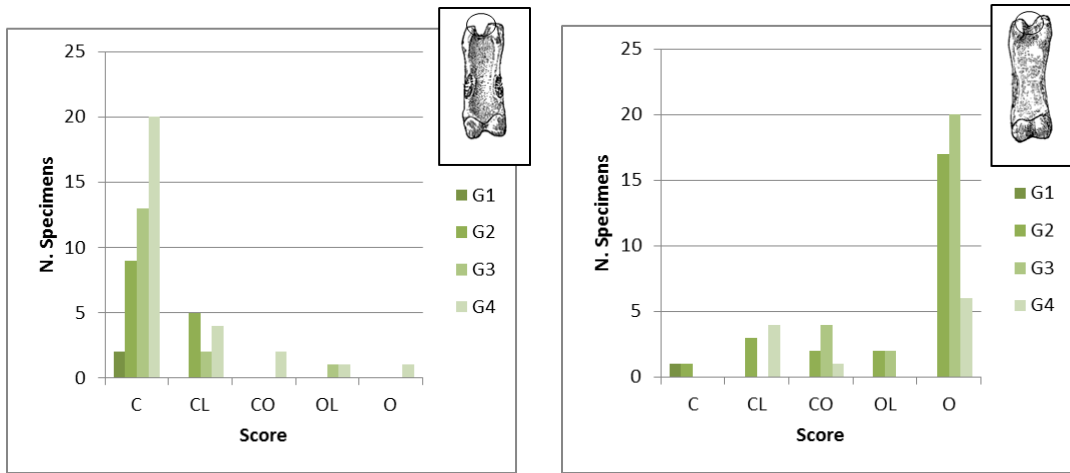 25
20
15
10
5
0
N. Specimens
C CL CO OL O
Score
G1
G2
G3
G4
25
20
15
10
5
0
N. Specimens
C CL CO OL O
Score
G1
G2
G3
G4